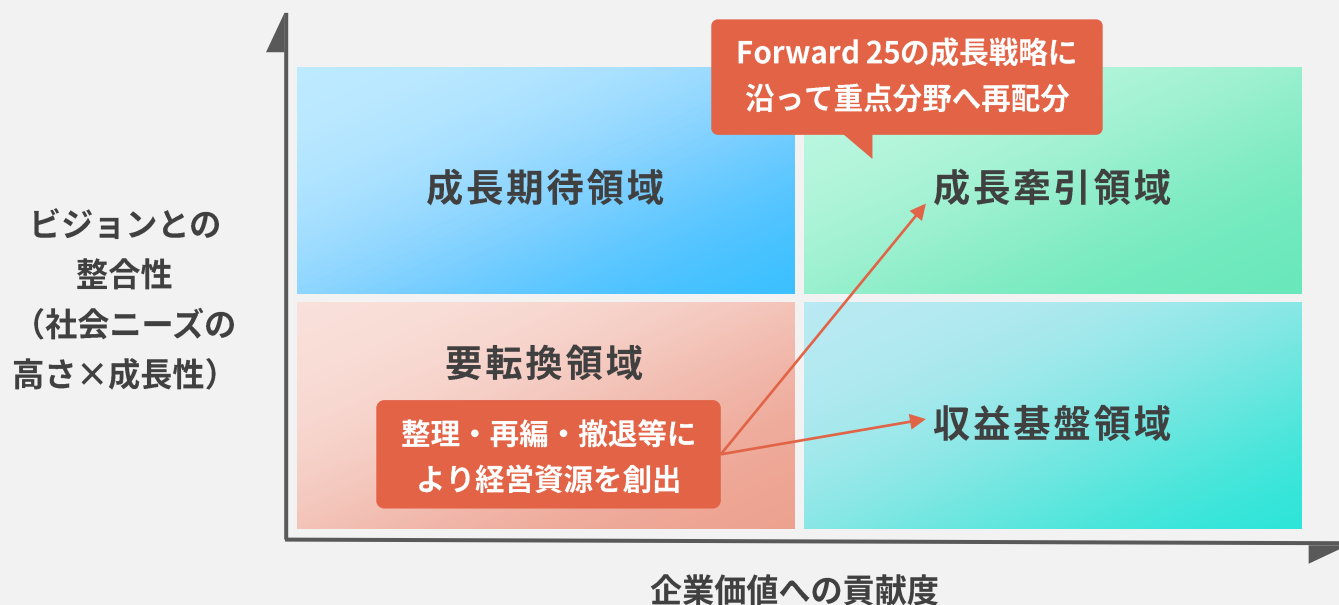 Forward 25の成長戦略に
沿って重点分野へ再配分
成長期待領域
成長牽引領域
ビジョンとの
整合性
（社会ニーズの
高さ×成長性）
要転換領域
整理・再編・撤退等に
より経営資源を創出
収益基盤領域
企業価値への貢献度